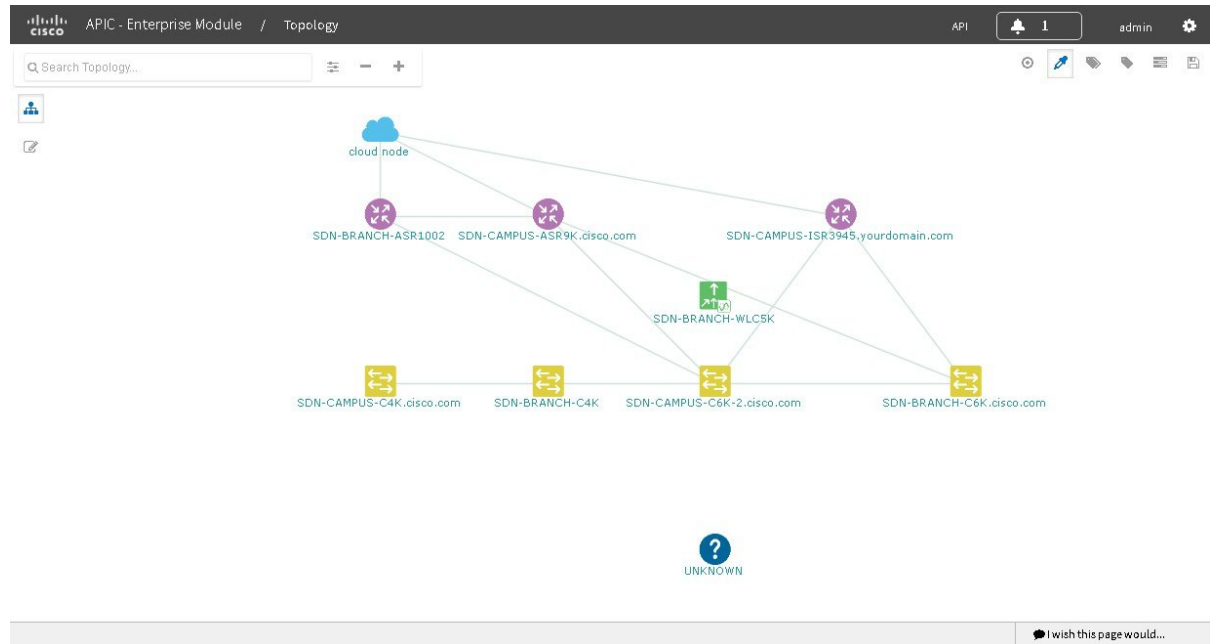 CISCO APIC - Enterprise Module / Topology API 1 admin
Search Topology...
cloud node
SDN-BRANCH-ASR1002 SDN-CAMPUS-ASR9K.cisco.com SDN-CAMPUS-ISR3945.yourdomain.com
SDN-BRANCH-WLC5K
SDN-CAMPUS-C4K.cisco.com SDN-BRANCH-C4K SDN-CAMPUS-C6K-2.cisco.com SDN-BRANCH-C6K.cisco.com
?
UNKNOWN
I wish this page would...